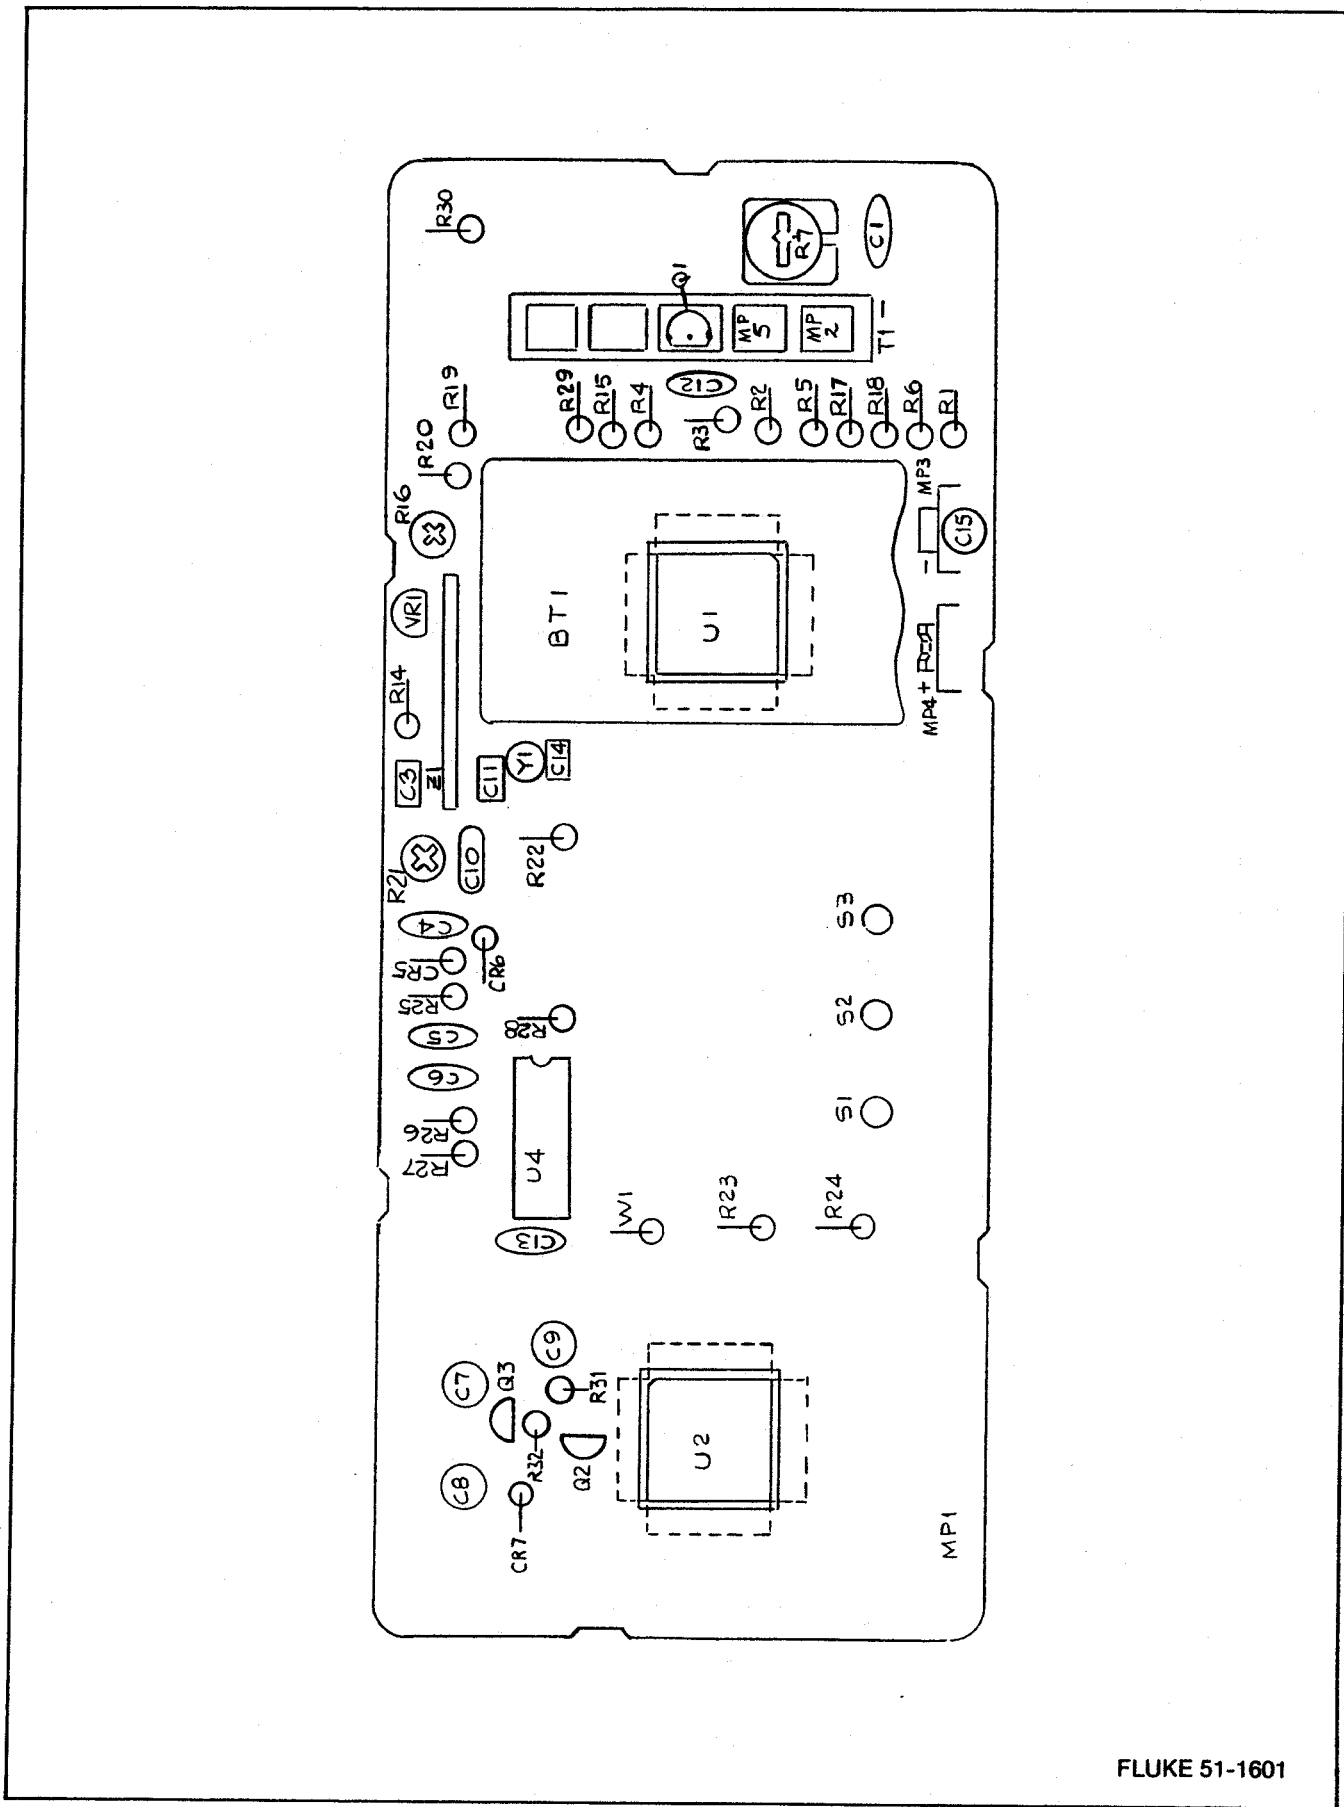 R30
R7
C1
Q1
MP
5
MP
2
T1 –
C12
R19
R20
R29
R15
R4
R3
R2
R5
R17
R18
R6
R1
R16
MP3
–
C15
VR1
BT1
U1
R14
MP4 +
C3
Z1
C11
Y1
C14
R21
C10
R22
C4
CR5
CR6
R25
C5
R28
C6
R26
R27
U4
C13
S3
S2
S1
W1
R23
R24
C7
Q3
C9
R31
C8
R32
Q2
CR7
U2
MP1
FLUKE 51-1601